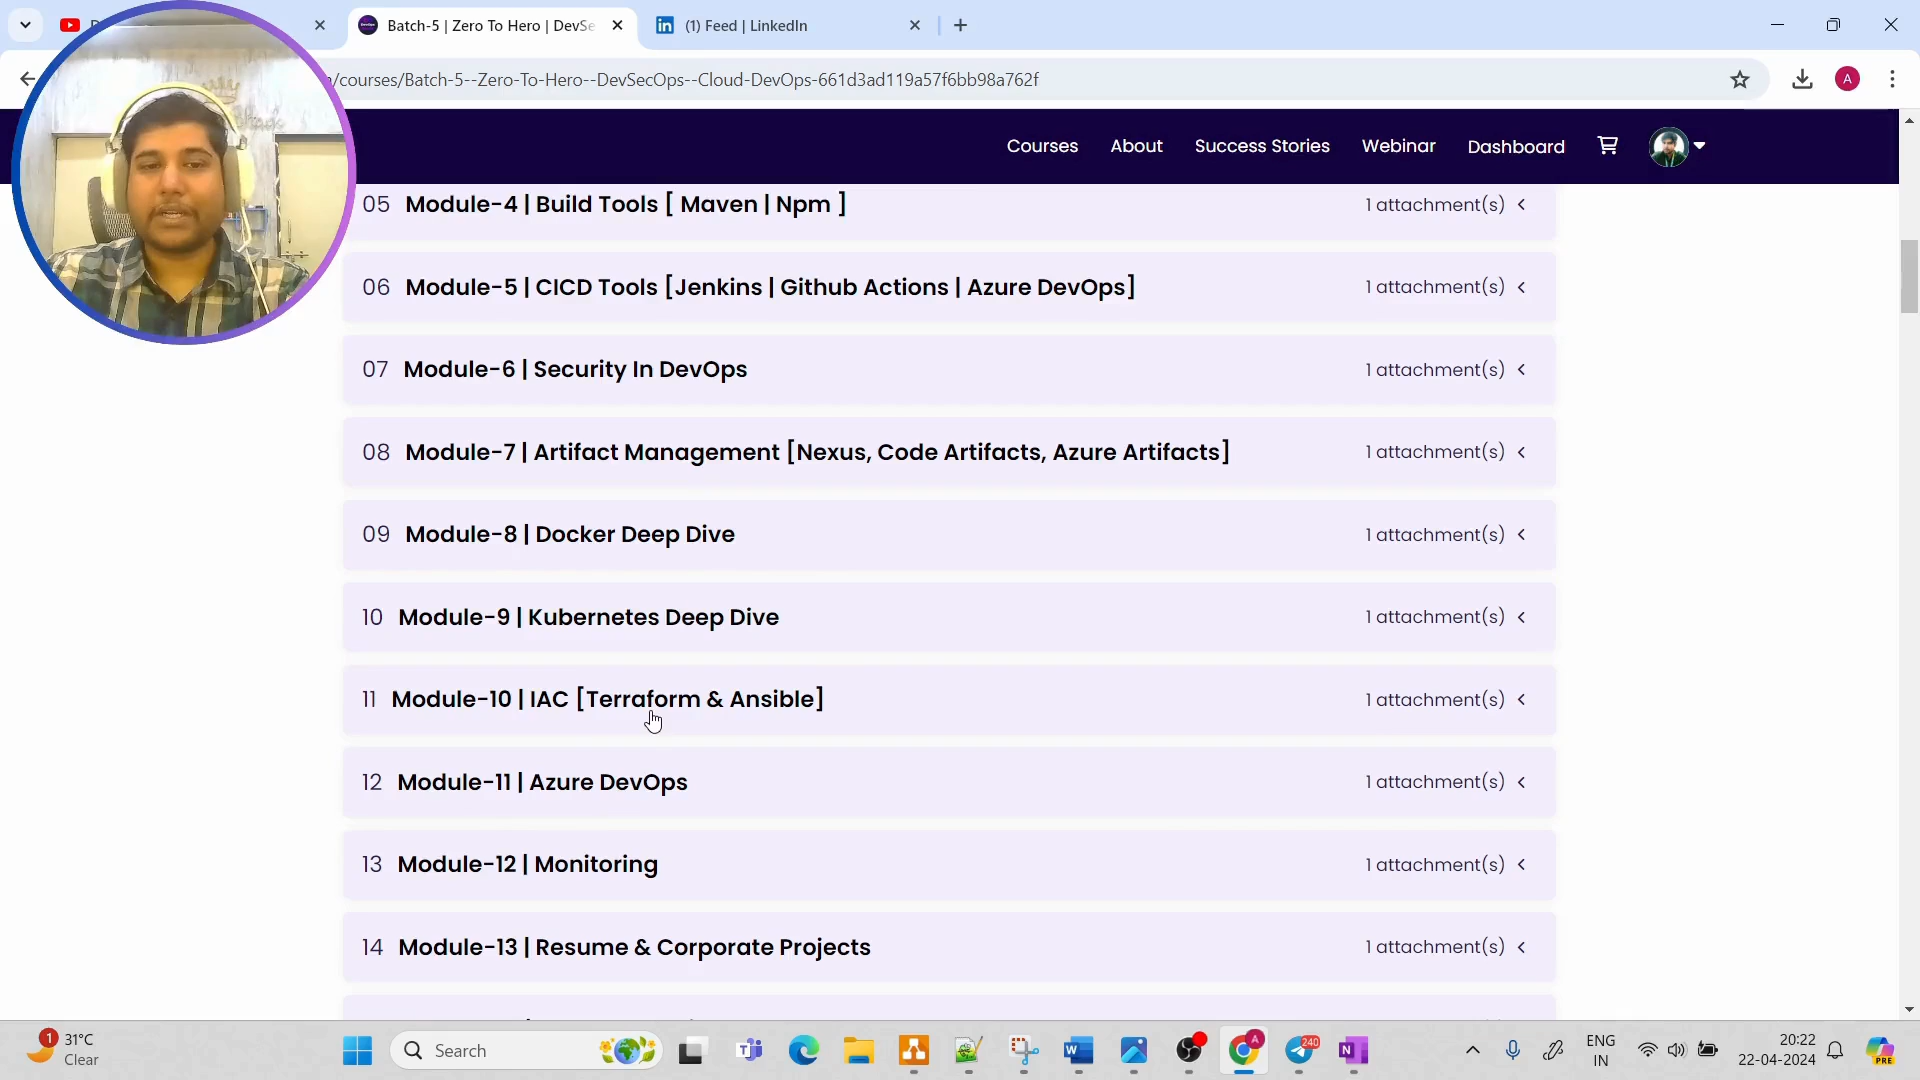 Batch-5 | Zero To Hero | DevSe
(1) Feed | LinkedIn
/courses/Batch-5--Zero-To-Hero--DevSecOps--Cloud-DevOps-661d3ad119a57f6bb98a762f
A
Courses
About
Success Stories
Webinar
Dashboard
05 Module-4 | Build Tools [ Maven | Npm ] 1 attachment(s)
06 Module-5 | CICD Tools [Jenkins | Github Actions | Azure DevOps] 1 attachment(s)
07 Module-6 | Security In DevOps 1 attachment(s)
08 Module-7 | Artifact Management [Nexus, Code Artifacts, Azure Artifacts] 1 attachment(s)
09 Module-8 | Docker Deep Dive 1 attachment(s)
10 Module-9 | Kubernetes Deep Dive 1 attachment(s)
11 Module-10 | IAC [Terraform & Ansible] 1 attachment(s)
12 Module-11 | Azure DevOps 1 attachment(s)
13 Module-12 | Monitoring 1 attachment(s)
14 Module-13 | Resume & Corporate Projects 1 attachment(s)
1
31°C
Clear
Search
A
240
ENG
IN
20:22
22-04-2024
PRE